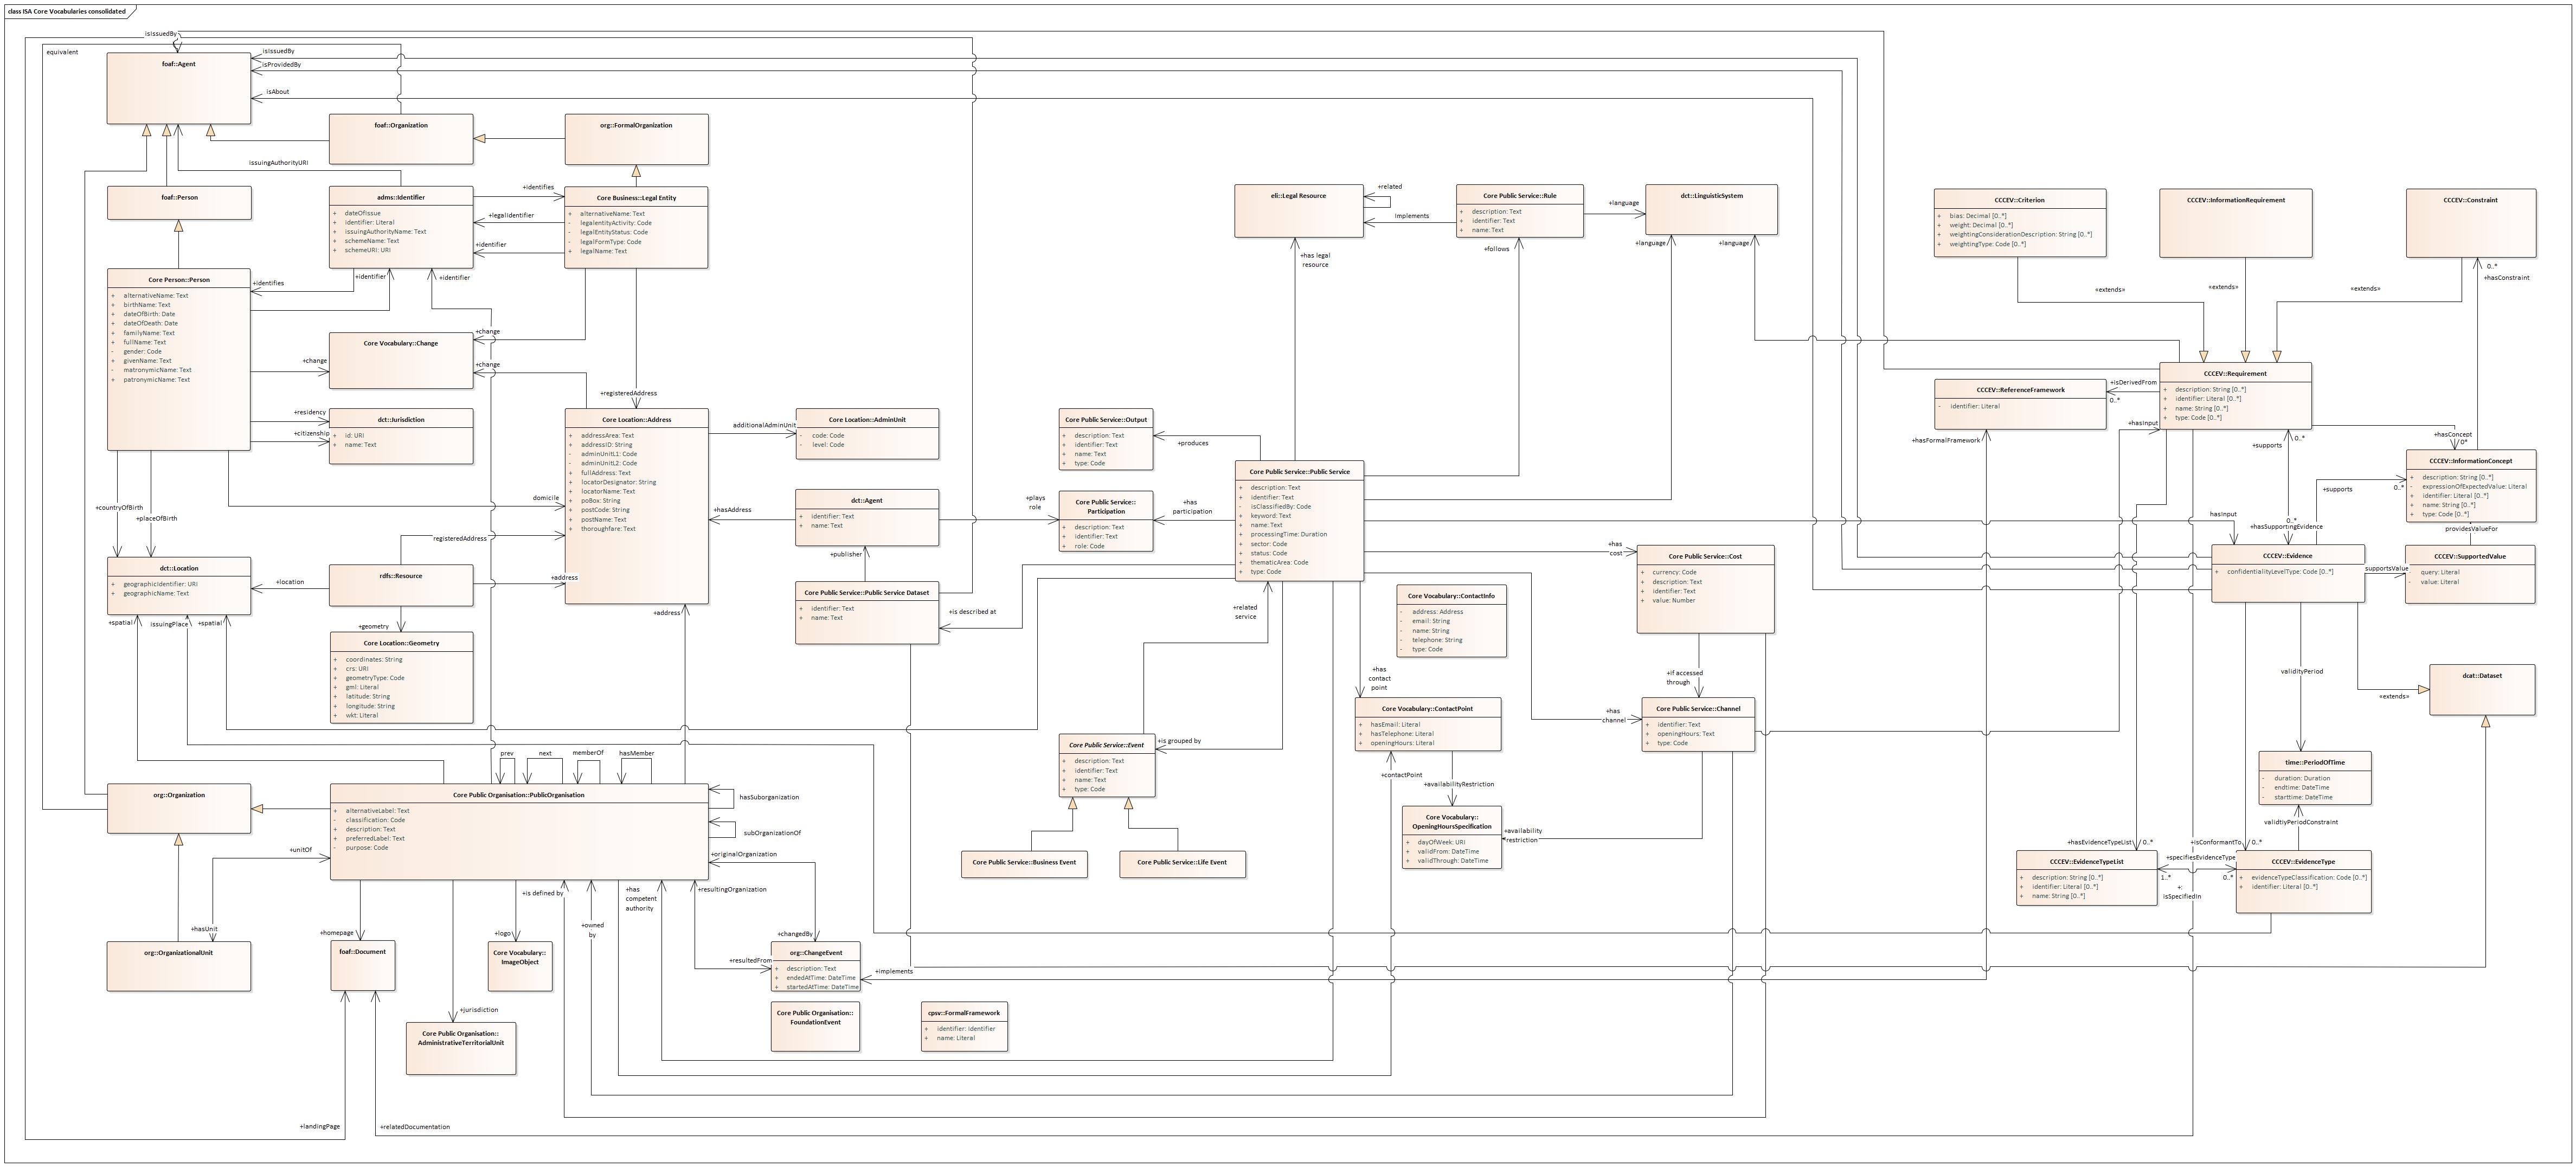 class ISA Core Vocabularies consolidated
isIssuedBy
equivalent
isIssuedBy
isProvidedBy
isAbout
foaf::Agent
foaf::Organization
org::FormalOrganization
issuingAuthorityURI
foaf::Person
adms::Identifier
+ dateOfIssue
+ identifier: Literal
+ issuingAuthorityName: Text
+ schemeName: Text
+ schemeURI: URI
+identifies
+legalIdentifier
+identifier
Core Business::Legal Entity
+ alternativeName: Text
- legalentityActivity: Code
- legalEntityStatus: Code
- legalFormType: Code
+ legalName: Text
+identifies
+identifier
+identifier
Core Person::Person
+ alternativeName: Text
+ birthName: Text
+ dateOfBirth: Date
+ dateOfDeath: Date
+ familyName: Text
+ fullName: Text
- gender: Code
+ givenName: Text
- matronymicName: Text
+ patronymicName: Text
+change
+change
+change
Core Vocabulary::Change
+residency
+citizenship
dct::Jurisdiction
+ id: URI
+ name: Text
+registeredAddress
Core Location::Address
+ addressArea: Text
+ addressID: String
- adminUnitL1: Code
- adminUnitL2: Code
+ fullAddress: Text
+ locatorDesignator: String
+ locatorName: Text
+ poBox: String
+ postCode: String
+ postName: Text
+ thoroughfare: Text
additionalAdminUnit
Core Location::AdminUnit
- code: Code
- level: Code
+countryOfBirth
+placeOfBirth
domicile
registeredAddress
+hasAddress
dct::Agent
+ identifier: Text
+ name: Text
+plays
role
+publisher
dct::Location
+ geographicIdentifier: URI
+ geographicName: Text
+location
rdfs::Resource
+address
+address
+geometry
+spatial
issuingPlace
+spatial
Core Location::Geometry
+ coordinates: String
+ crs: URI
+ geometryType: Code
+ gml: Literal
+ latitude: String
+ longitude: String
+ wkt: Literal
Core Public Service::Public Service Dataset
+ identifier: Text
+ name: Text
+is described at
prev
next
memberOf
hasMember
org::Organization
Core Public Organisation::PublicOrganisation
+ alternativeLabel: Text
- classification: Code
+ description: Text
+ preferredLabel: Text
- purpose: Code
hasSuborganization
subOrganizationOf
+originalOrganization
+resultingOrganization
+unitOf
+hasUnit
+homepage
+logo
+is defined by
+owned
by
+has
competent
authority
+changedBy
+resultedFrom
org::OrganizationalUnit
foaf::Document
Core Vocabulary::
ImageObject
+jurisdiction
Core Public Organisation::
AdministrativeTerritorialUnit
org::ChangeEvent
+ description: Text
+ endedAtTime: DateTime
+ startedAtTime: DateTime
+implements
Core Public Organisation::
FoundationEvent
cpsv::FormalFramework
+ identifier: Identifier
+ name: Literal
+landingPage
+relatedDocumentation
eli::Legal Resource
+related
Implements
Core Public Service::Rule
+ description: Text
+ identifier: Text
+ name: Text
+language
dct::LinguisticSystem
+has legal
resource
+follows
+language
+language
Core Public Service::Output
+ description: Text
+ identifier: Text
+ name: Text
+ type: Code
+produces
Core Public Service::
Participation
+ description: Text
+ identifier: Text
+ role: Code
+has
participation
Core Public Service::Public Service
+ description: Text
+ identifier: Text
- isClassifiedBy: Code
+ keyword: Text
+ name: Text
+ processingTime: Duration
+ sector: Code
+ status: Code
+ thematicArea: Code
+ type: Code
+has
cost
Core Public Service::Cost
+ currency: Code
+ description: Text
+ identifier: Text
+ value: Number
Core Vocabulary::ContactInfo
- address: Address
- email: String
- name: String
- telephone: String
- type: Code
+related
service
+has
contact
point
+if accessed
through
Core Vocabulary::ContactPoint
+ hasEmail: Literal
+ hasTelephone: Literal
+ openingHours: Literal
+has
channel
Core Public Service::Channel
+ identifier: Text
+ openingHours: Text
+ type: Code
Core Public Service::Event
+ description: Text
+ identifier: Text
+ name: Text
+ type: Code
+is grouped by
+contactPoint
+availabilityRestriction
Core Vocabulary::
OpeningHoursSpecification
+ dayOfWeek: URI
+ validFrom: DateTime
+ validThrough: DateTime
+availability
restriction
Core Public Service::Business Event
Core Public Service::Life Event
CCCEV::Criterion
+ bias: Decimal [0..*]
+ weight: Decimal [0..*]
+ weightingConsiderationDescription: String [0..*]
+ weightingType: Code [0..*]
CCCEV::InformationRequirement
CCCEV::Constraint
0..*
+hasConstraint
«extends»
«extends»
«extends»
CCCEV::ReferenceFramework
- identifier: Literal
+isDerivedFrom
0..*
CCCEV::Requirement
+ description: String [0..*]
+ identifier: Literal [0..*]
+ name: String [0..*]
+ type: Code [0..*]
+hasInput
+hasFormalFramework
+supports
0..*
+hasConcept
0*
CCCEV::InformationConcept
+ description: String [0..*]
- expressionOfExpectedValue: Literal
+ identifier: Literal [0..*]
+ name: String [0..*]
+ type: Code [0..*]
+supports
0..*
hasInput
0..*
+hasSupportingEvidence
providesValueFor
CCCEV::Evidence
+ confidentialityLevelType: Code [0..*]
supportsValue
CCCEV::SupportedValue
- query: Literal
- value: Literal
validityPeriod
«extends»
dcat::Dataset
time::PeriodOfTime
- duration: Duration
- endtime: DateTime
- starttime: DateTime
validtiyPeriodConstraint
+hasEvidenceTypeList
0..*
+isConformantTo
0..*
+specifiesEvidenceType
CCCEV::EvidenceTypeList
+ description: String [0..*]
+ identifier: Literal [0..*]
+ name: String [0..*]
1..*
0..*
+:
isSpecifiedIn
CCCEV::EvidenceType
+ evidenceTypeClassification: Code [0..*]
+ identifier: Literal [0..*]